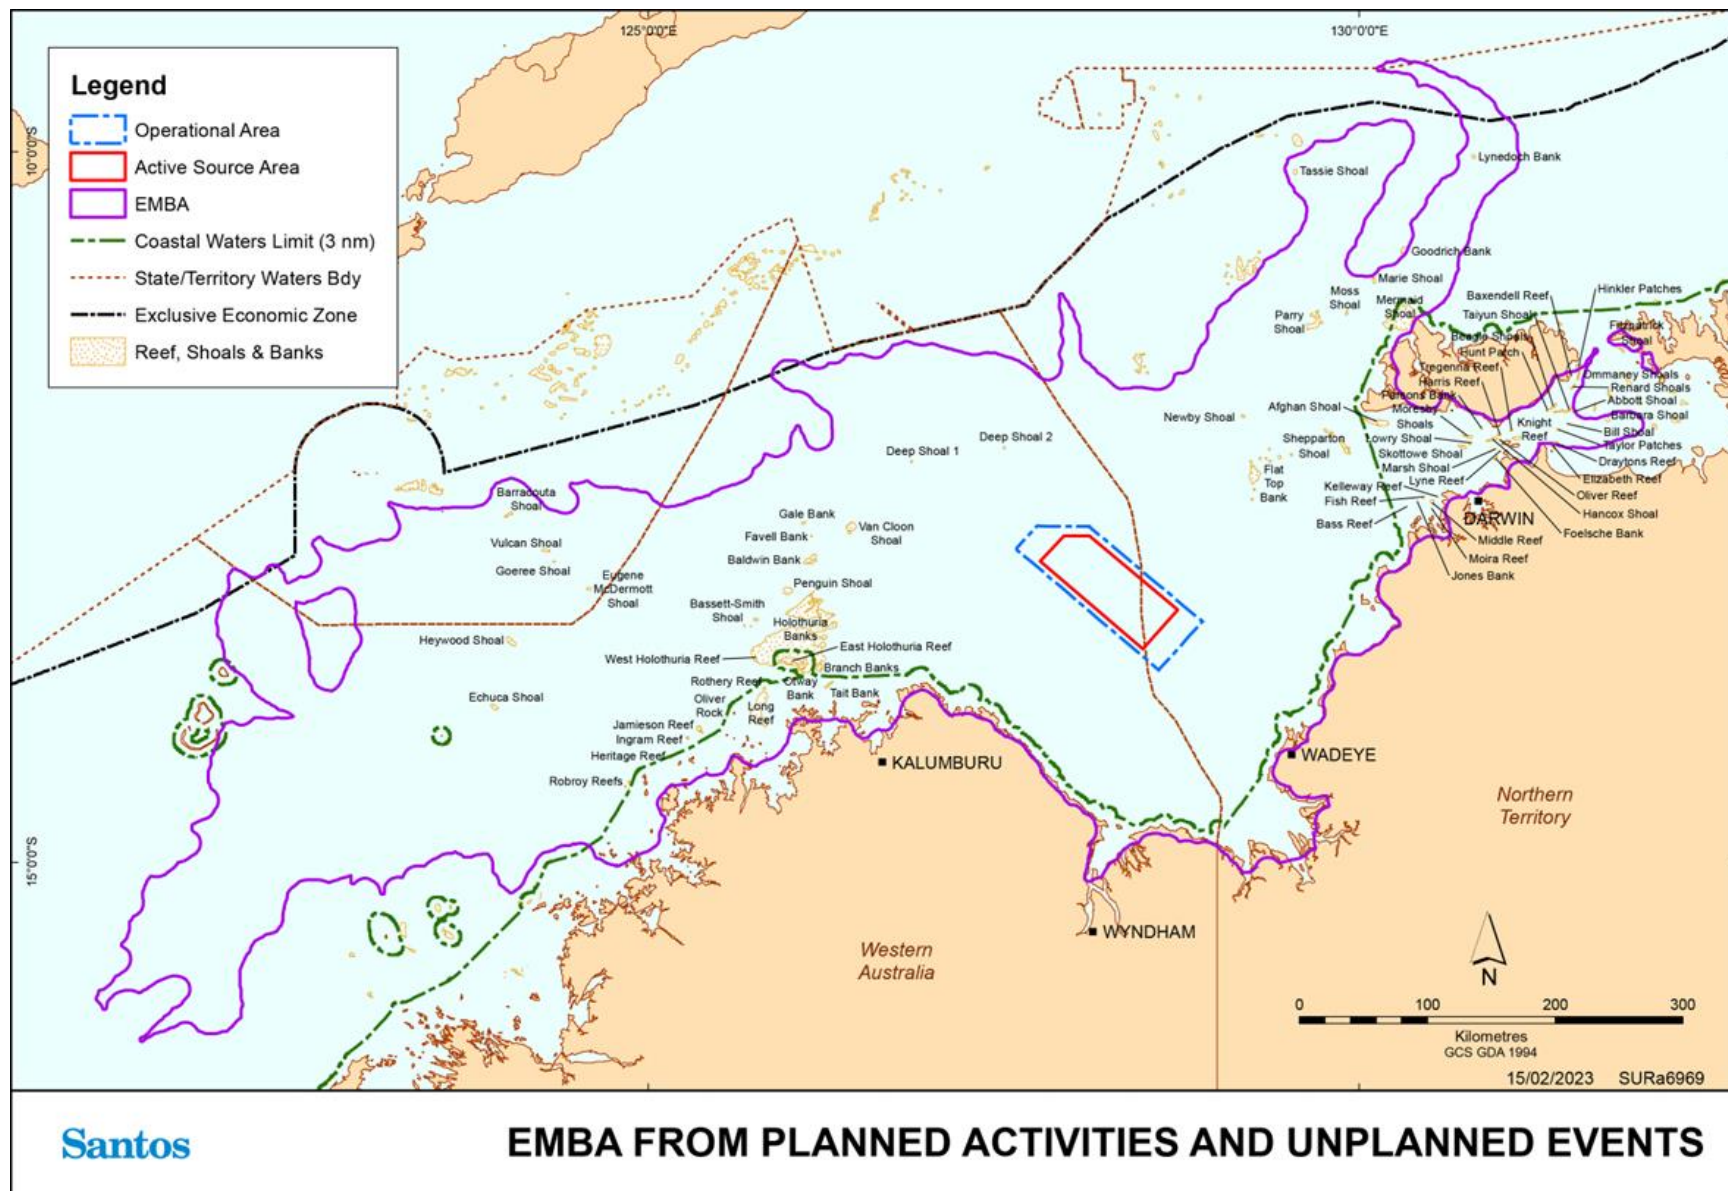 125°0'0"E
130°0'0"E
10°0'0"S
15°0'0"S
Legend
Operational Area
Active Source Area
EMBA
Coastal Waters Limit (3 nm)
State/Territory Waters Bdy
Exclusive Economic Zone
Reef, Shoals & Banks
Lynedoch Bank
Tassie Shoal
Goodrich Bank
Marie Shoal
Moss
Shoal
Mermaid
Shoal
Parry
Shoal
Baxendell Reef
Hinkler Patches
Taiyun Shoal
Fitzpatrick
Shoal
Beagle Shoals
Hunt Patch
Tregenna Reef
Harris Reef
Parsons Bank
Ommaney Shoals
Renard Shoals
Abbott Shoal
Barbara Shoal
Newby Shoal
Afghan Shoal
Moresby
Shoals
Knight
Reef
Bill Shoal
Taylor Patches
Shepparton
Shoal
Lowry Shoal
Skottowe Shoal
Marsh Shoal
Lyne Reef
Draytons Reef
Elizabeth Reef
Oliver Reef
Hancox Shoal
Foelsche Bank
Flat
Top
Bank
Kelleway Reef
Fish Reef
Bass Reef
DARWIN
Middle Reef
Moira Reef
Jones Bank
Deep Shoal 1
Deep Shoal 2
Barracouta
Shoal
Vulcan Shoal
Goeree Shoal
Eugene
McDermott
Shoal
Heywood Shoal
Echuca Shoal
Gale Bank
Favell Bank
Van Cloon
Shoal
Baldwin Bank
Penguin Shoal
Bassett-Smith
Shoal
Holothuria
Banks
West Holothuria Reef
East Holothuria Reef
Branch Banks
Rothery Reef
Otway
Bank
Tait Bank
Oliver
Rock
Long
Reef
Jamieson Reef
Ingram Reef
Heritage Reef
Robroy Reefs
KALUMBURU
WADEYE
WYNDHAM
Western
Australia
Northern
Territory
N
0 100 200 300
Kilometres
GCS GDA 1994
15/02/2023 SURa6969
Santos
EMBA FROM PLANNED ACTIVITIES AND UNPLANNED EVENTS